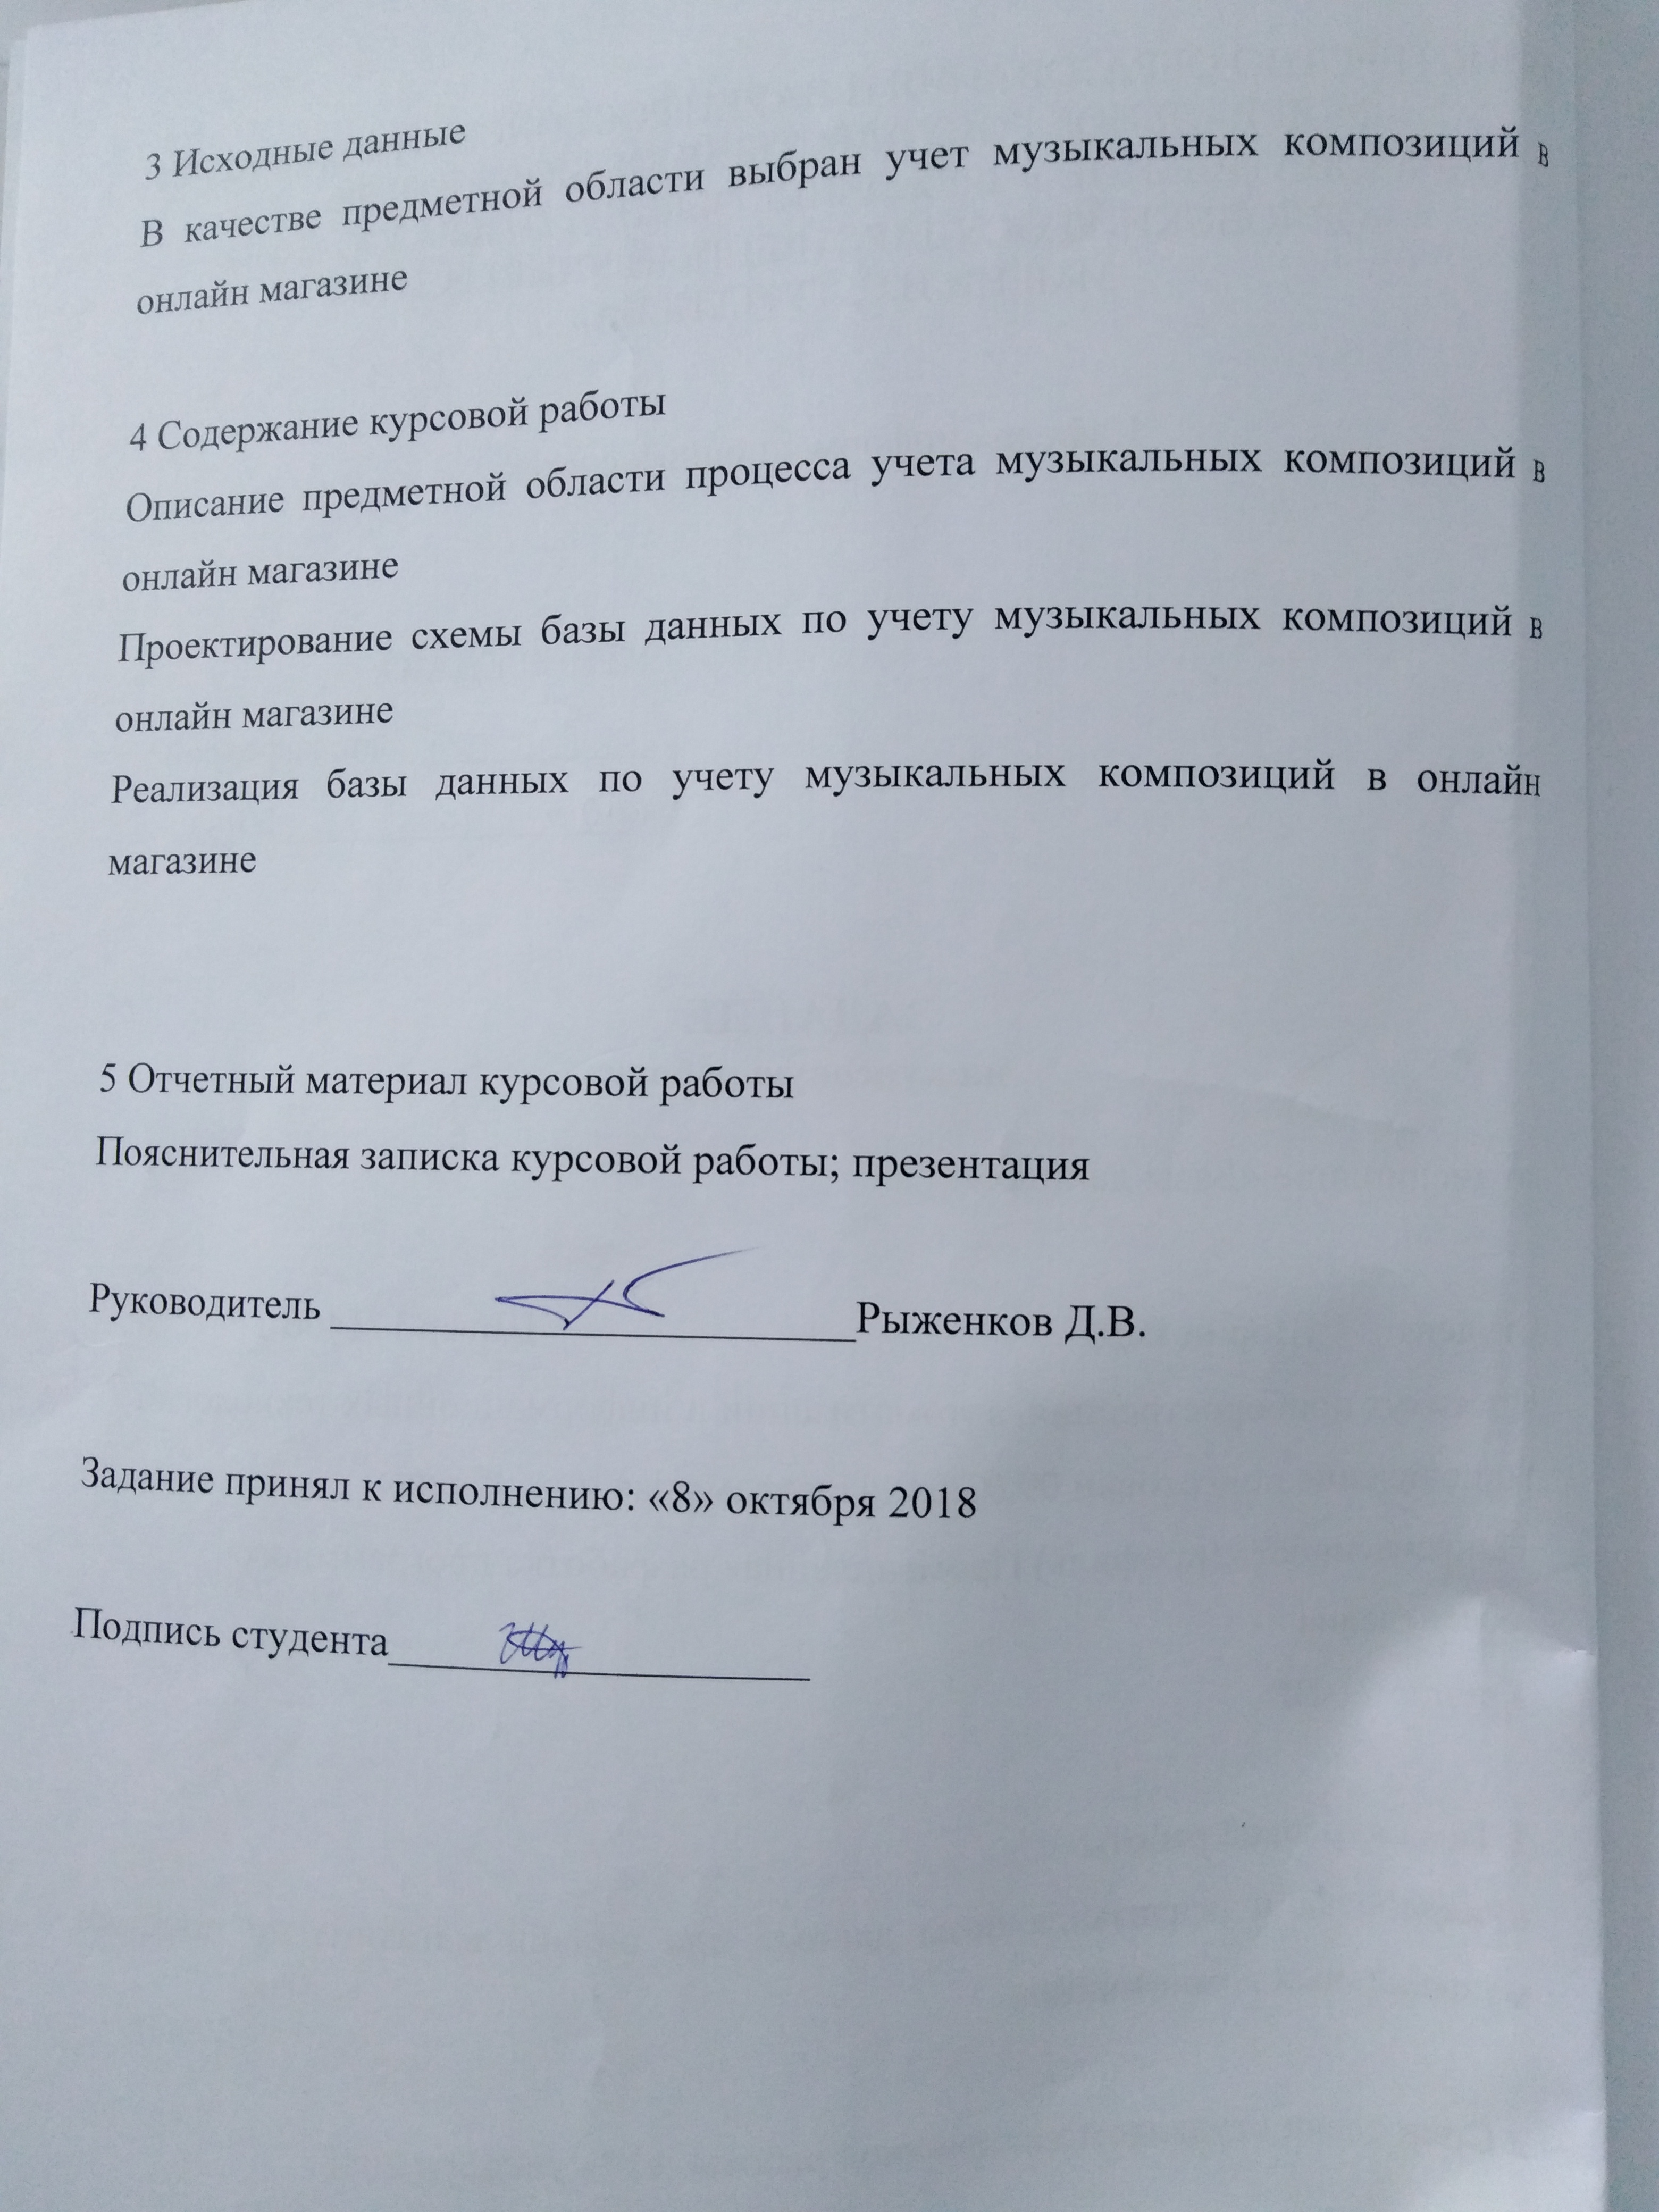 3 Исходные данные
В качестве предметной области выбран учет музыкальных композиций в
онлайн магазине
4 Содержание курсовой работы
Описание предметной области процесса учета музыкальных композиций в
онлайн магазине
Проектирование схемы базы данных по учету музыкальных композиций в
онлайн магазине
Реализация базы данных по учету музыкальных композиций в онлайн
магазине
5 Отчетный материал курсовой работы
Пояснительная записка курсовой работы; презентация
Руководитель Рыженков Д.В.
Задание принял к исполнению: «8» октября 2018
Подпись студента